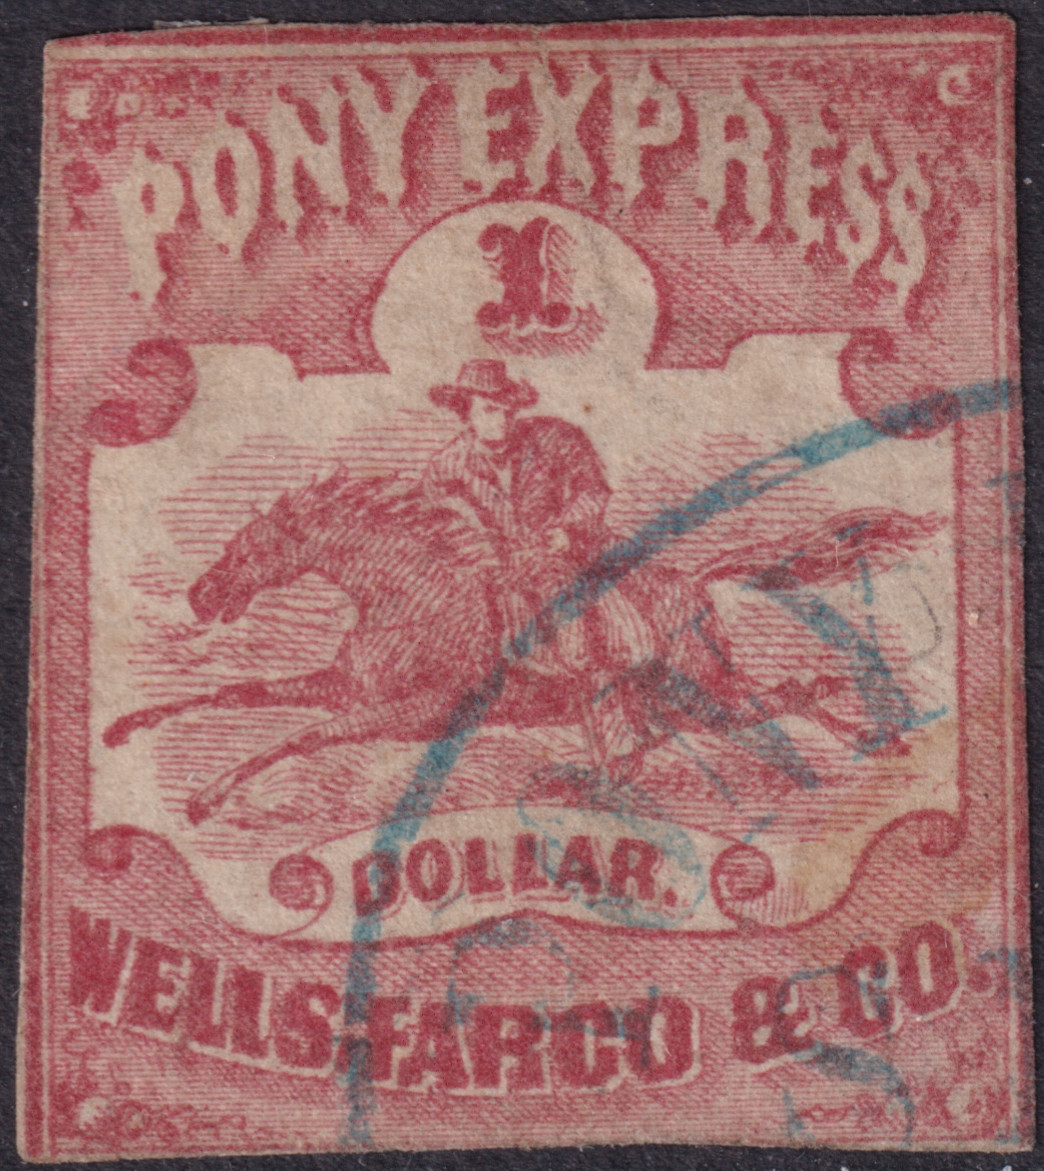 PONY EXPRESS
1
DOLLAR.
WELLS, FARGO & CO.